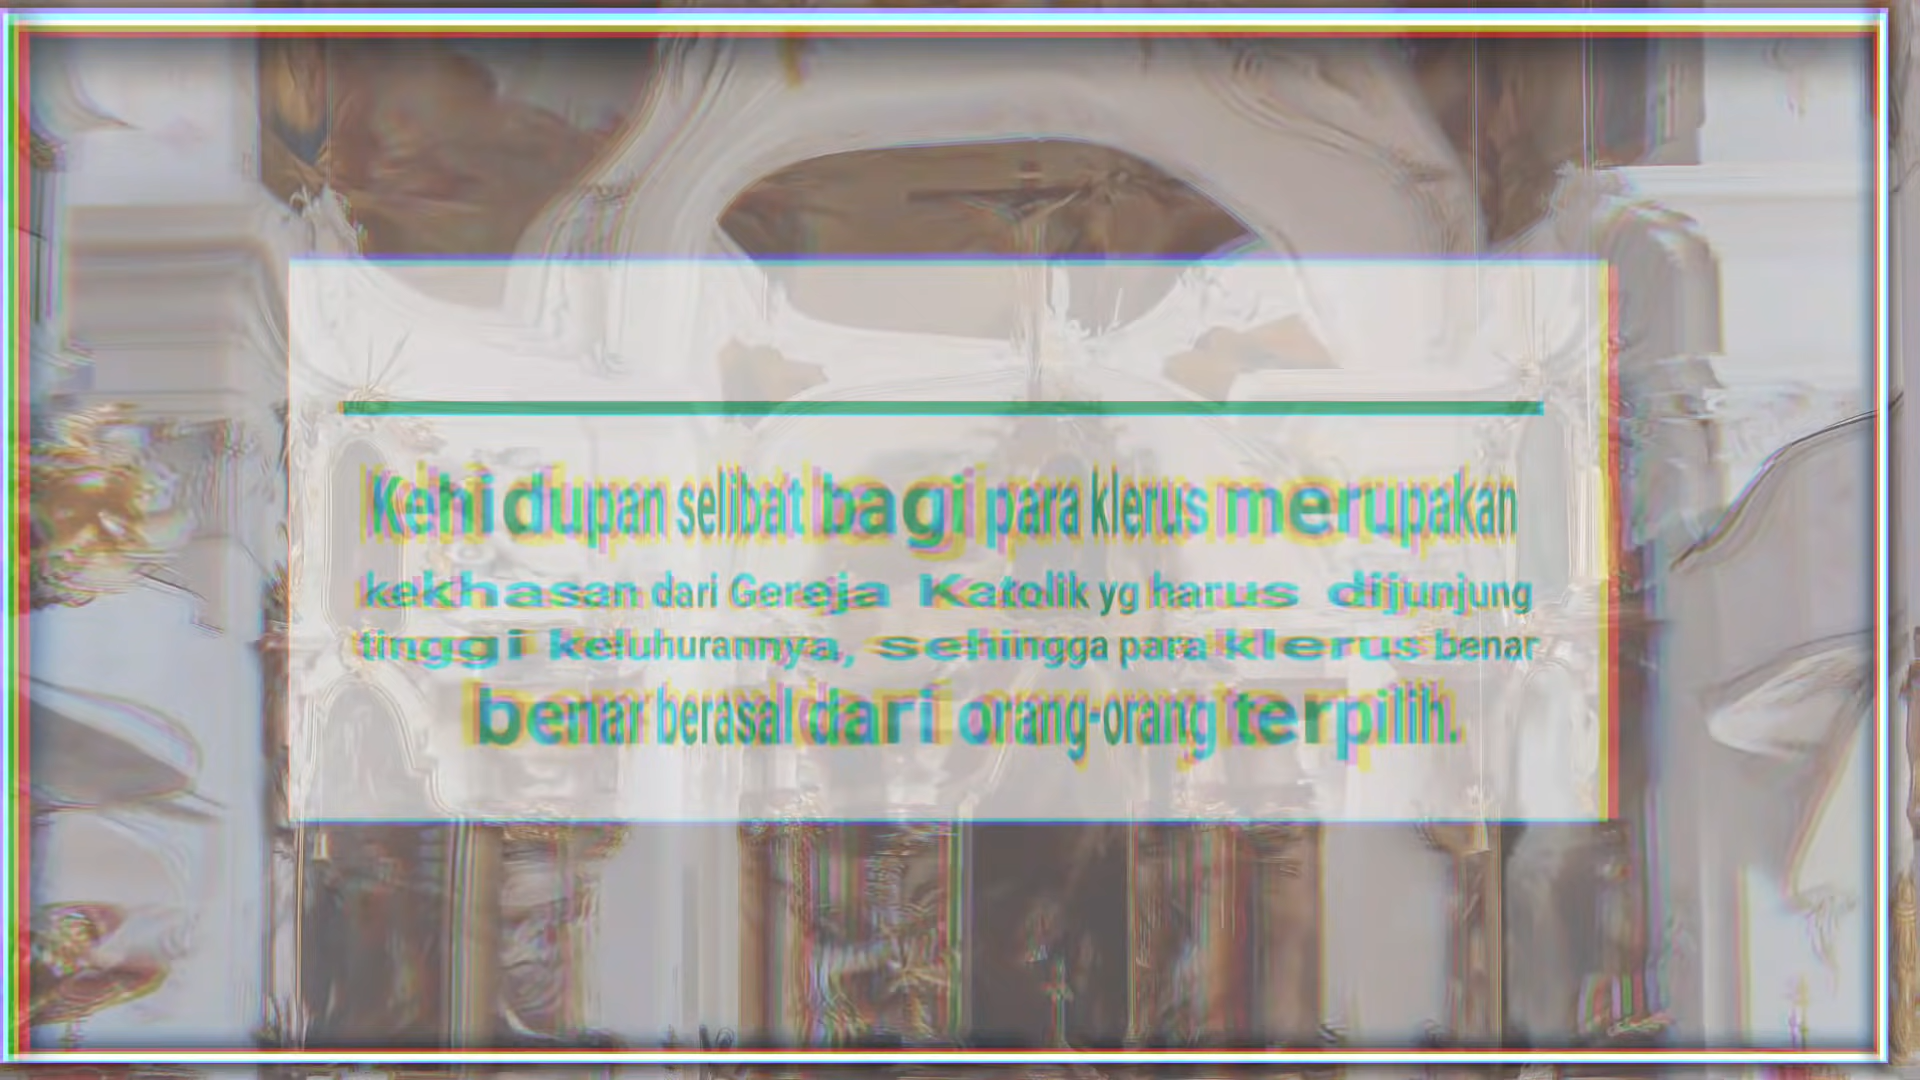 Kehidupan selibat bagi para klerus merupakan
kekhasan dari Gereja Katolik yg harus dijunjung
tinggi keluhurannya, sehingga para klerus benar
benar berasal dari orang-orang terpilih.